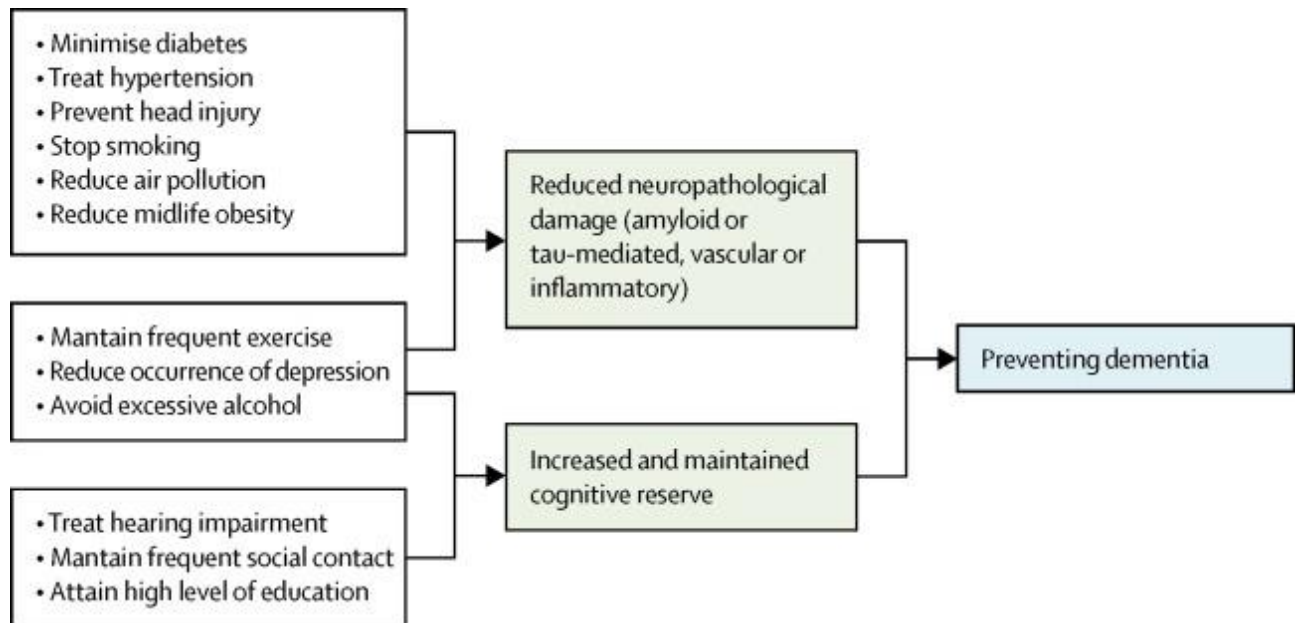 • Minimise diabetes
• Treat hypertension
• Prevent head injury
• Stop smoking
• Reduce air pollution
• Reduce midlife obesity
• Mantain frequent exercise
• Reduce occurrence of depression
• Avoid excessive alcohol
• Treat hearing impairment
• Mantain frequent social contact
• Attain high level of education
Reduced neuropathological
damage (amyloid or
tau-mediated, vascular or
inflammatory)
Increased and maintained
cognitive reserve
Preventing dementia